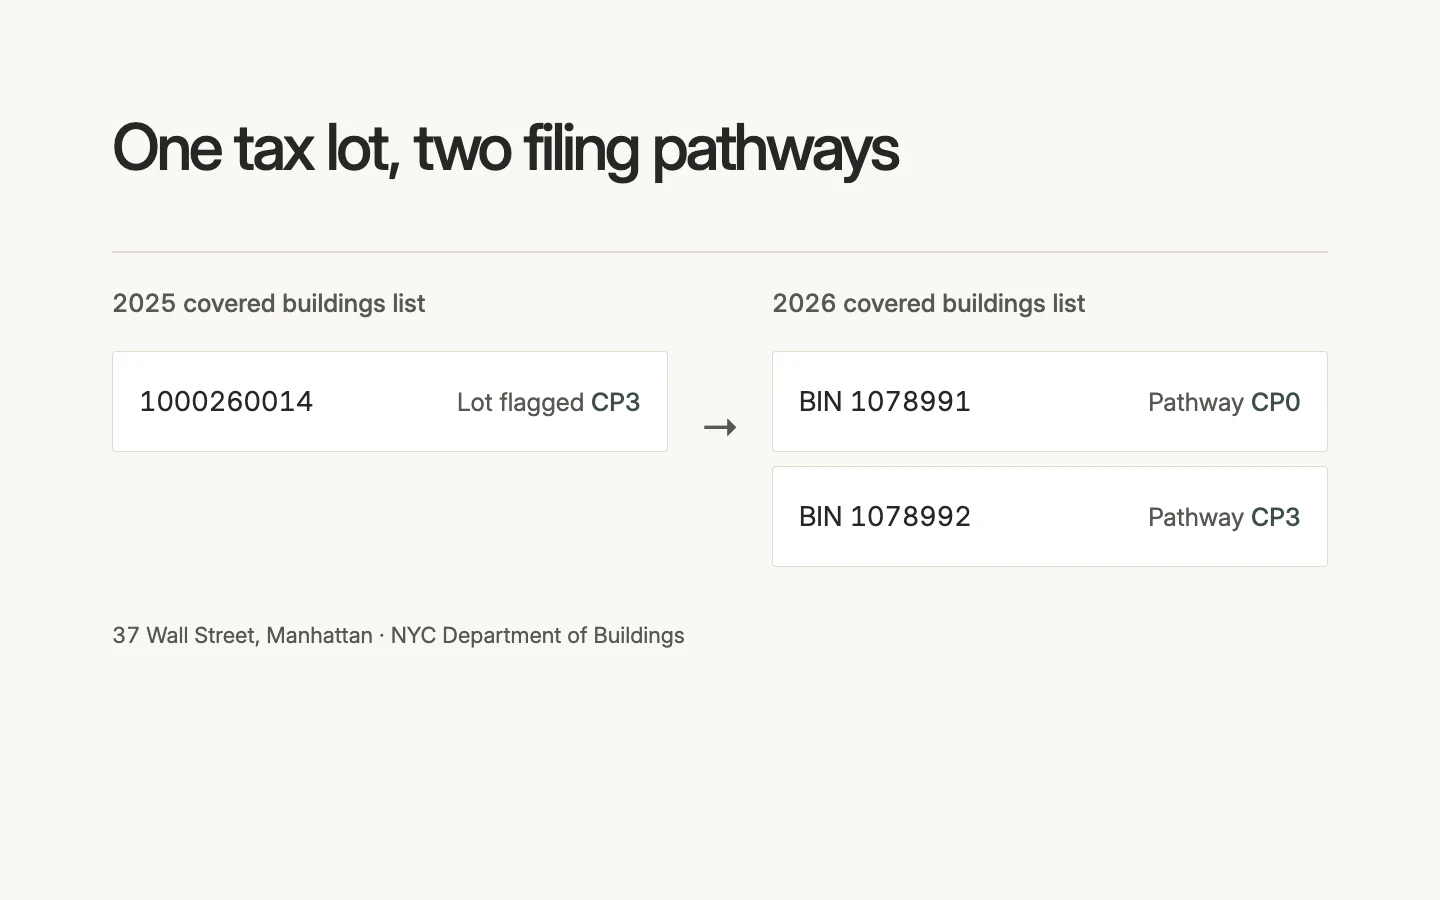 One tax lot, two filing pathways
2025 covered buildings list
1000260014 Lot flagged CP3
→
2026 covered buildings list
BIN 1078991 Pathway CP0
BIN 1078992 Pathway CP3
37 Wall Street, Manhattan · NYC Department of Buildings